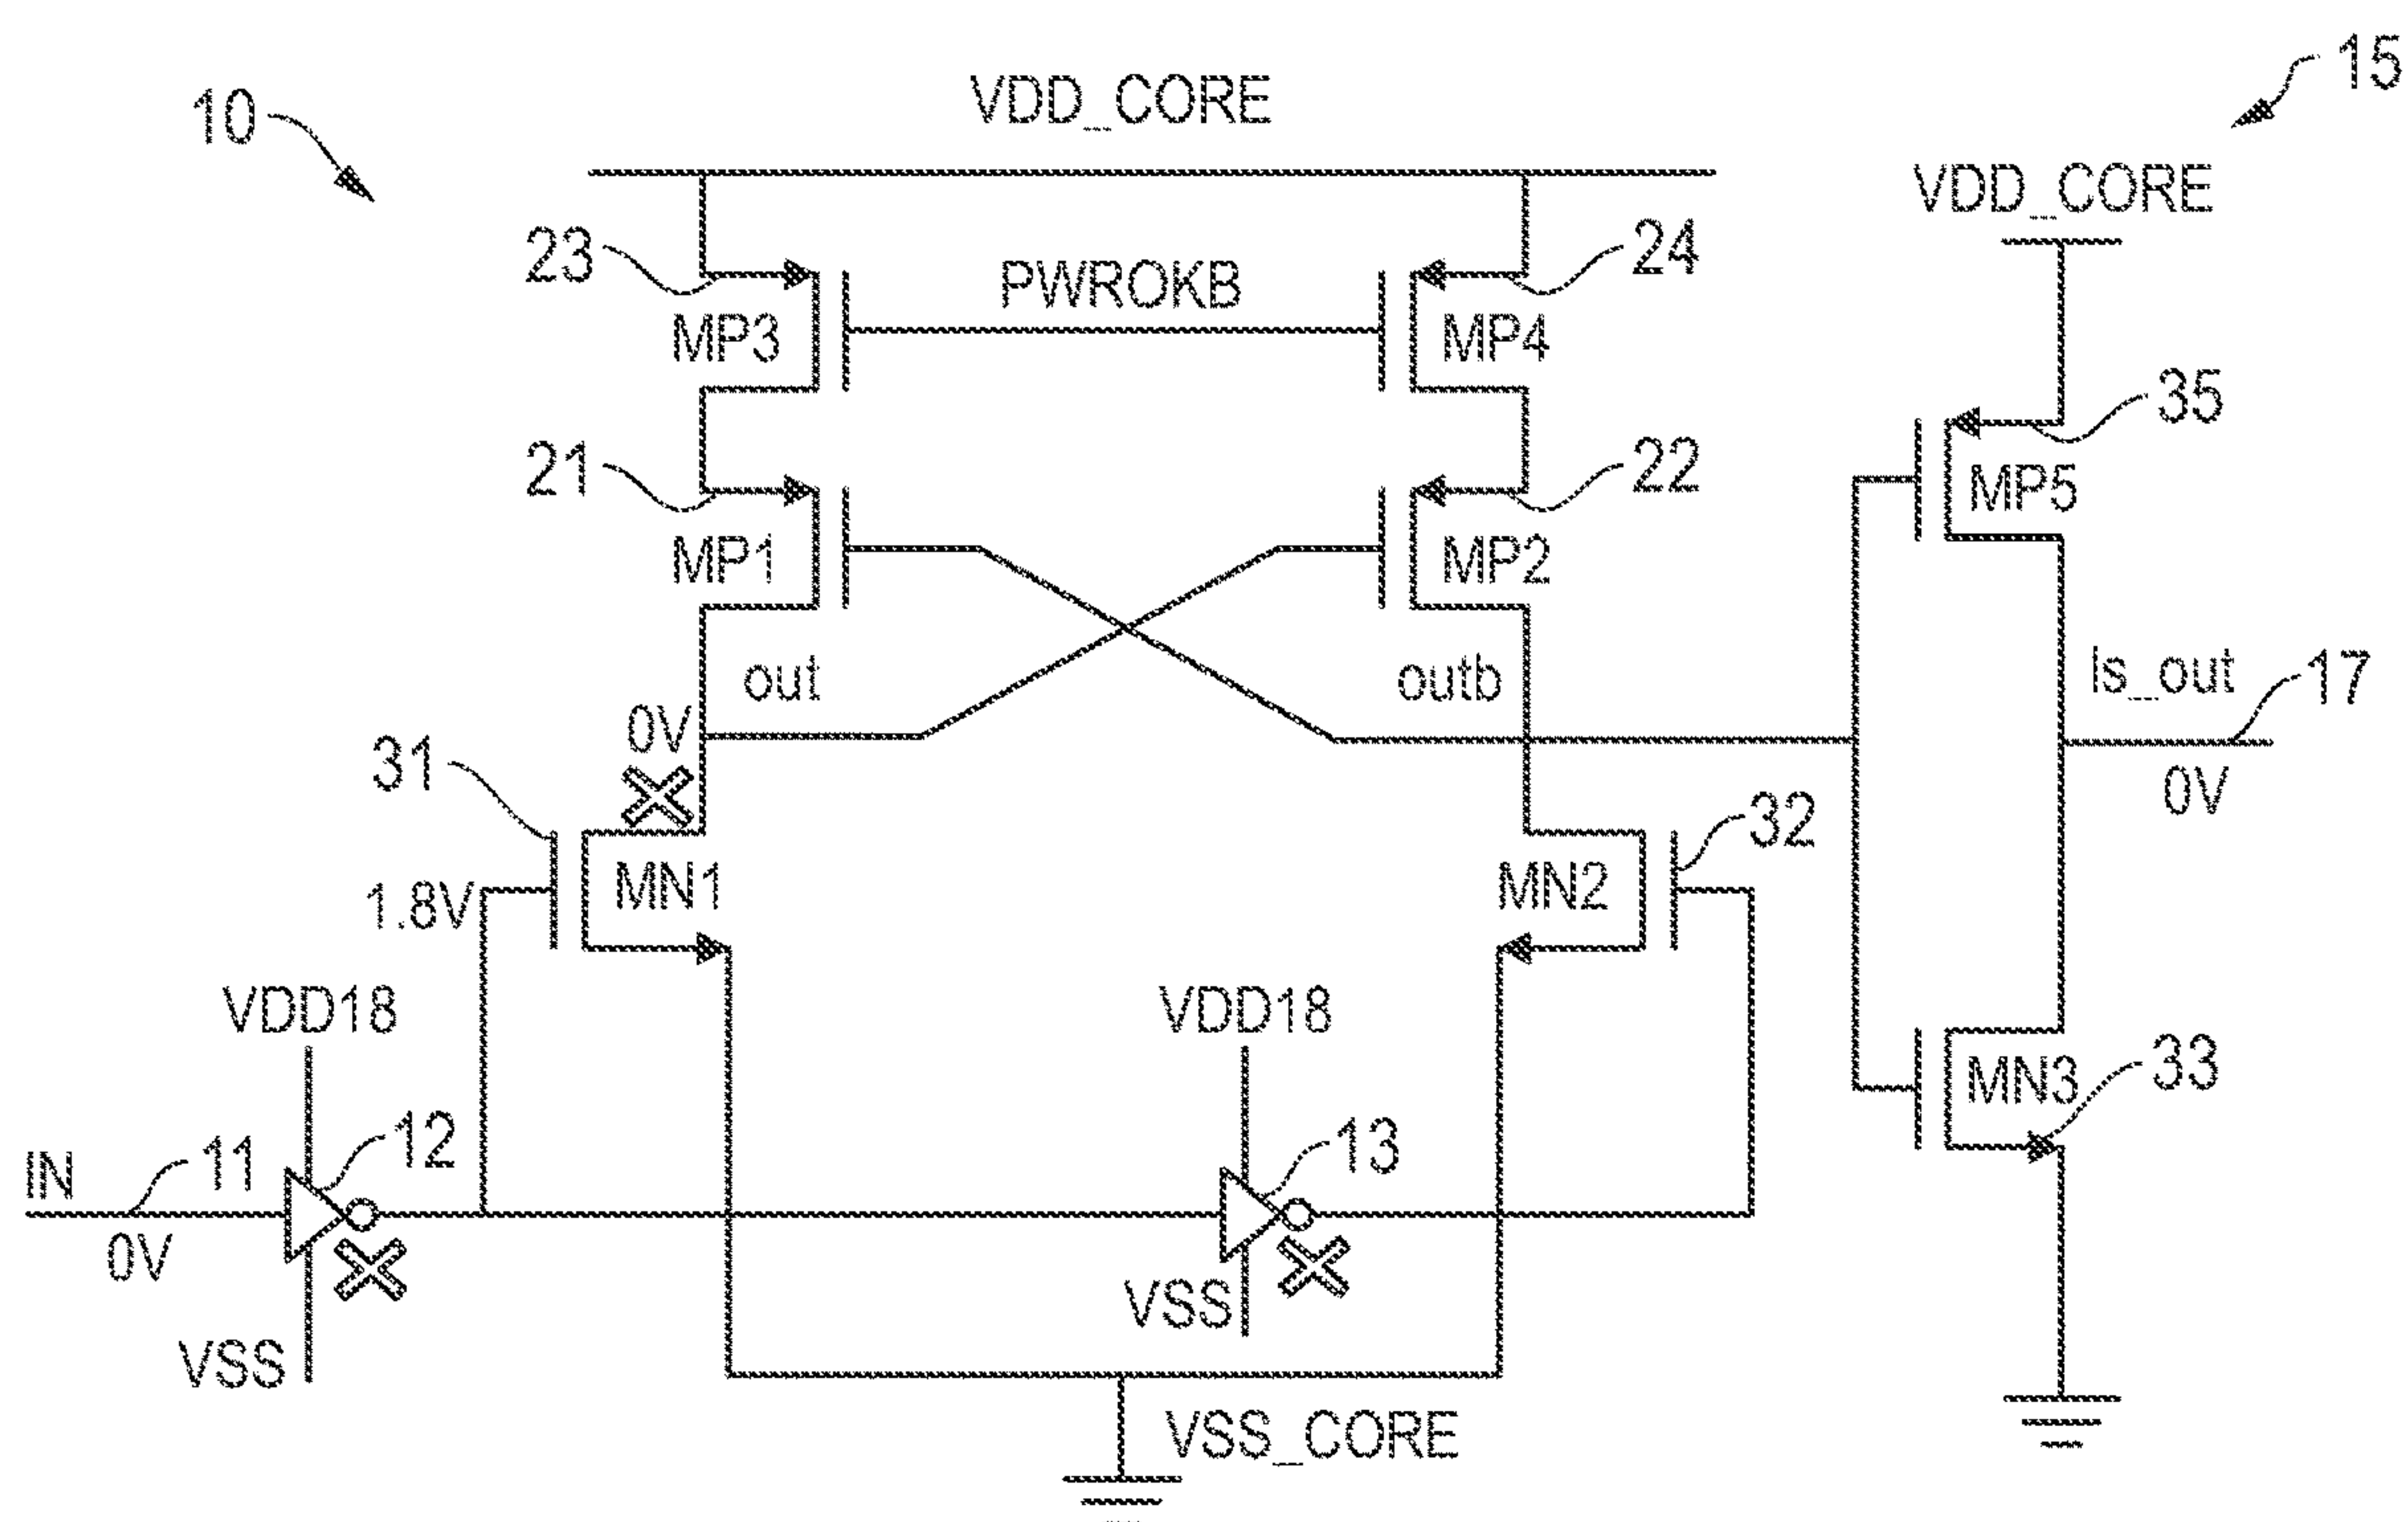 10
VDD_CORE
15
VDD_CORE
23
PWROKB
24
MP3
MP4
35
21
22
MP5
MP1
MP2
out
outb
ls_out
17
0V
0V
31
32
1.8V
MN1
MN2
VDD18
VDD18
MN3
33
IN
11
12
13
0V
VSS
VSS
VSS_CORE